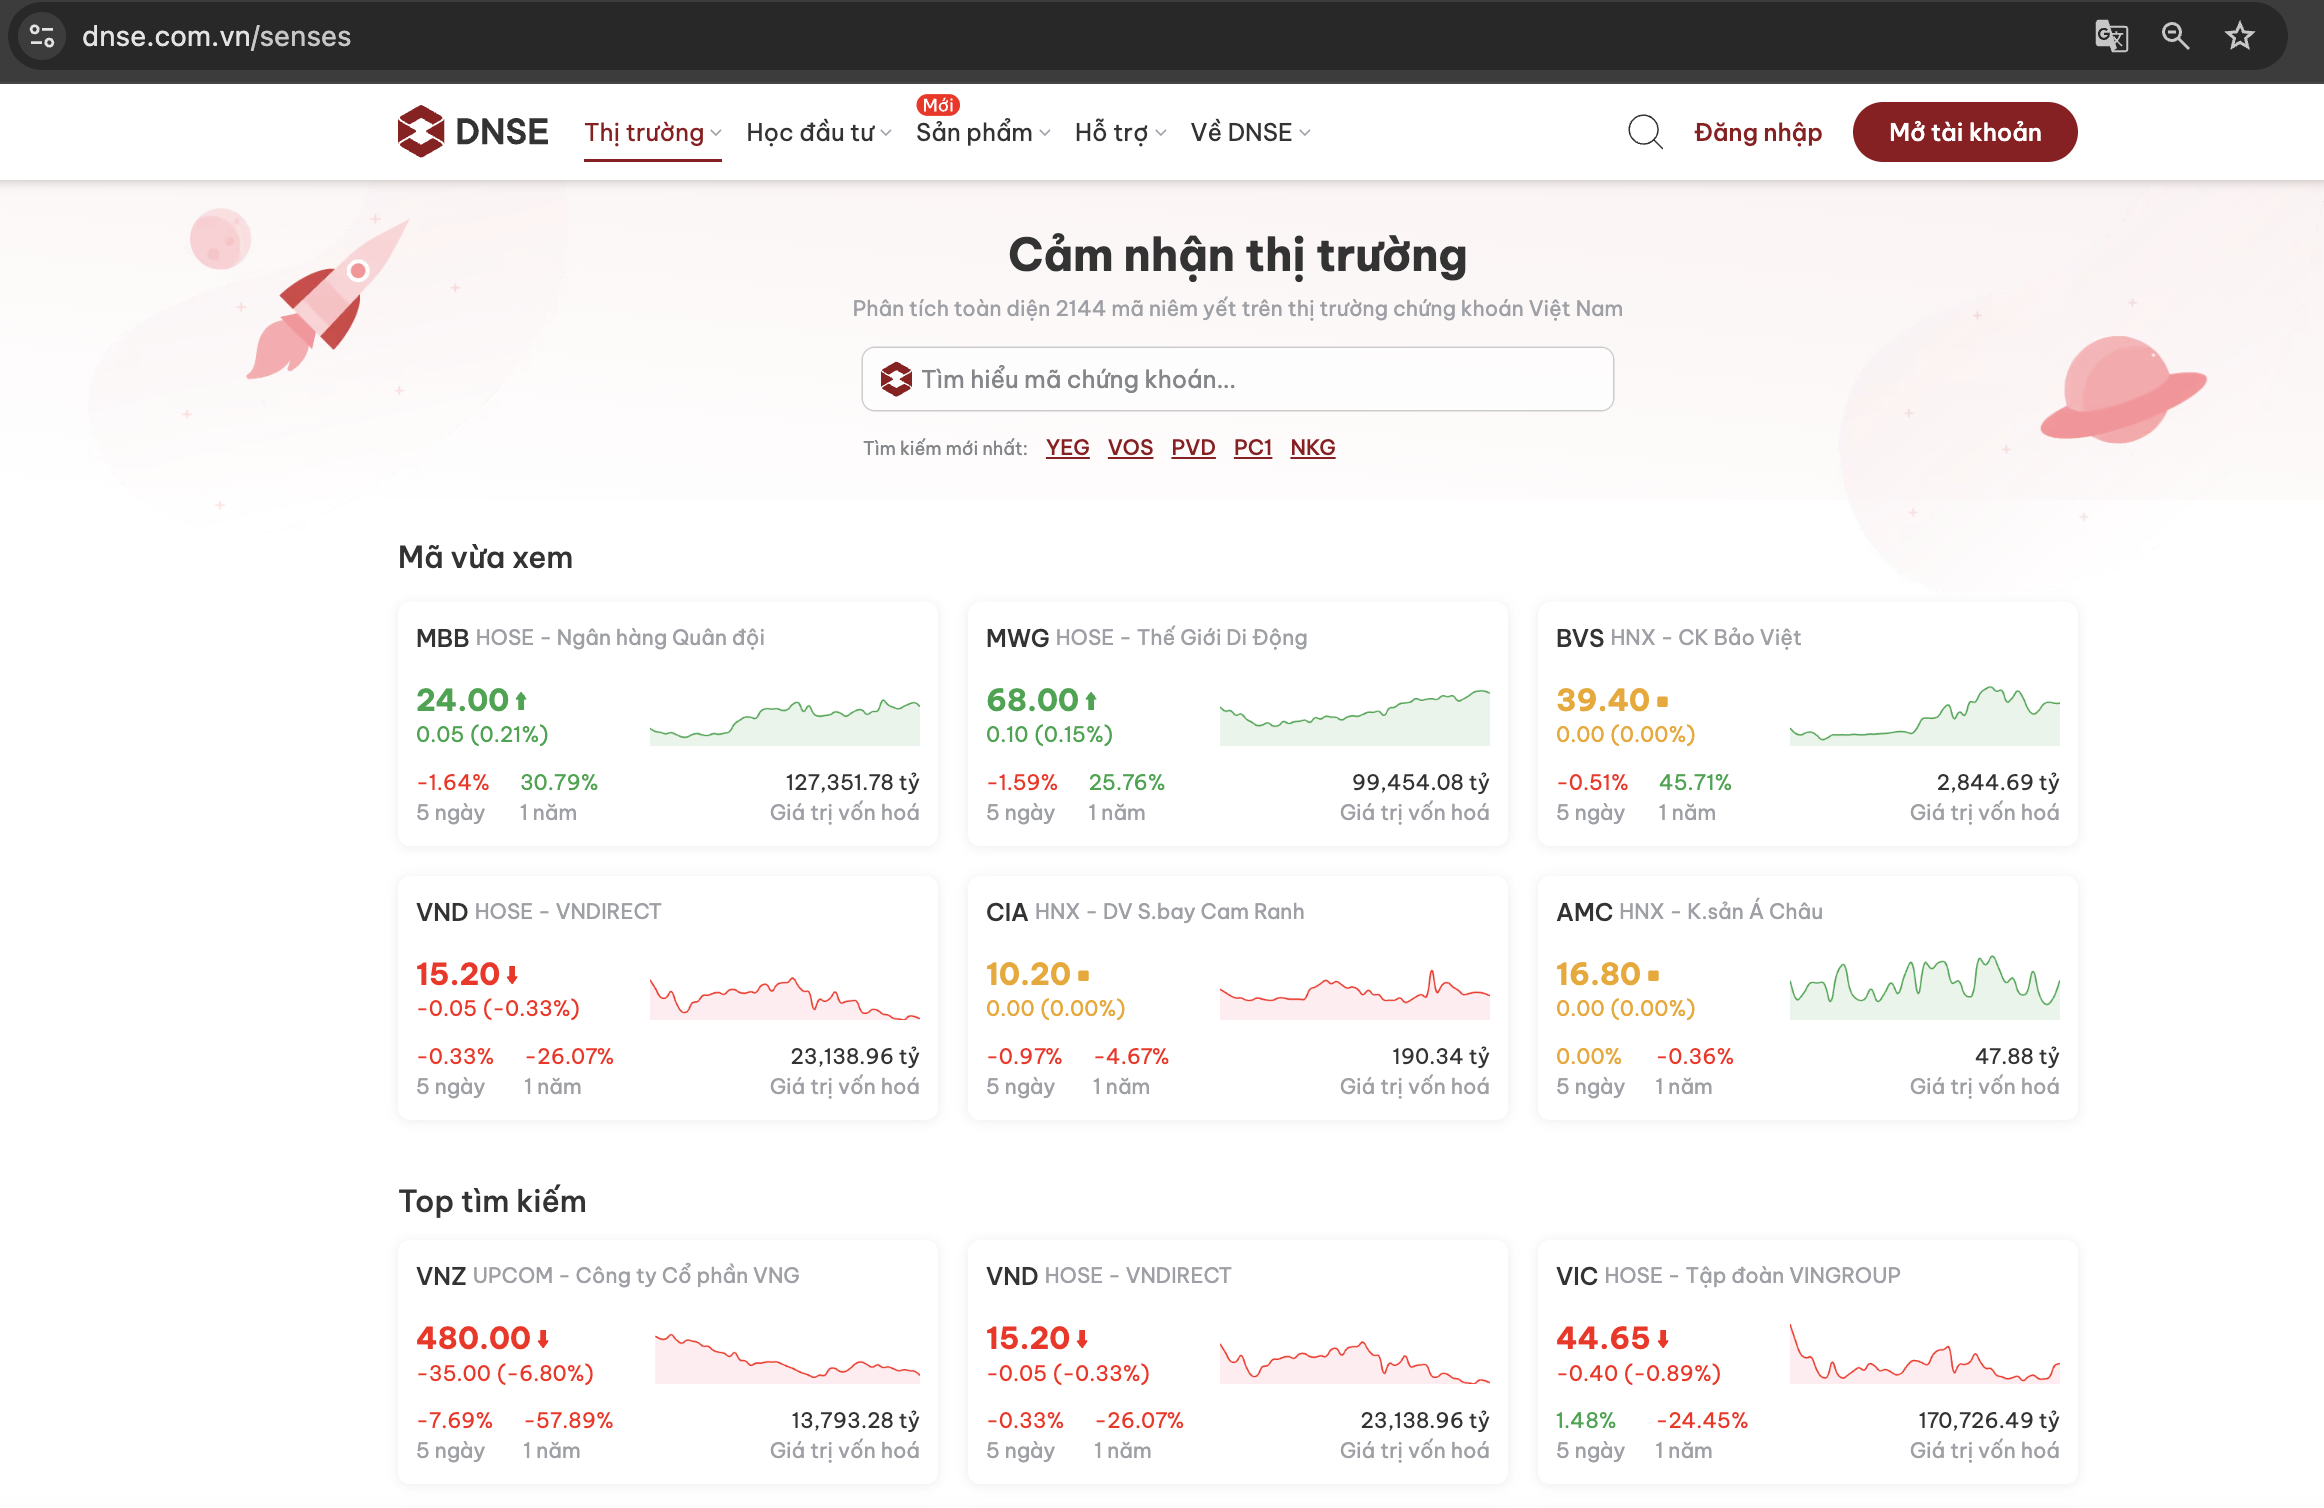 dnse.com.vn/senses
DNSE
Thị trường
Học đầu tư
Mới
Sản phẩm
Hỗ trợ
Về DNSE
Đăng nhập
Mở tài khoản
Cảm nhận thị trường
Phân tích toàn diện 2144 mã niêm yết trên thị trường chứng khoán Việt Nam
Tìm hiểu mã chứng khoán...
Tìm kiếm mới nhất: YEG VOS PVD PC1 NKG
Mã vừa xem
MBB HOSE - Ngân hàng Quân đội
24.00
0.05 (0.21%)
-1.64% 30.79% 127,351.78 tỷ
5 ngày 1 năm Giá trị vốn hoá
MWG HOSE - Thế Giới Di Động
68.00
0.10 (0.15%)
-1.59% 25.76% 99,454.08 tỷ
5 ngày 1 năm Giá trị vốn hoá
BVS HNX - CK Bảo Việt
39.40
0.00 (0.00%)
-0.51% 45.71% 2,844.69 tỷ
5 ngày 1 năm Giá trị vốn hoá
VND HOSE - VNDIRECT
15.20
-0.05 (-0.33%)
-0.33% -26.07% 23,138.96 tỷ
5 ngày 1 năm Giá trị vốn hoá
CIA HNX - DV S.bay Cam Ranh
10.20
0.00 (0.00%)
-0.97% -4.67% 190.34 tỷ
5 ngày 1 năm Giá trị vốn hoá
AMC HNX - K.sản Á Châu
16.80
0.00 (0.00%)
0.00% -0.36% 47.88 tỷ
5 ngày 1 năm Giá trị vốn hoá
Top tìm kiếm
VNZ UPCOM - Công ty Cổ phần VNG
480.00
-35.00 (-6.80%)
-7.69% -57.89% 13,793.28 tỷ
5 ngày 1 năm Giá trị vốn hoá
VND HOSE - VNDIRECT
15.20
-0.05 (-0.33%)
-0.33% -26.07% 23,138.96 tỷ
5 ngày 1 năm Giá trị vốn hoá
VIC HOSE - Tập đoàn VINGROUP
44.65
-0.40 (-0.89%)
1.48% -24.45% 170,726.49 tỷ
5 ngày 1 năm Giá trị vốn hoá